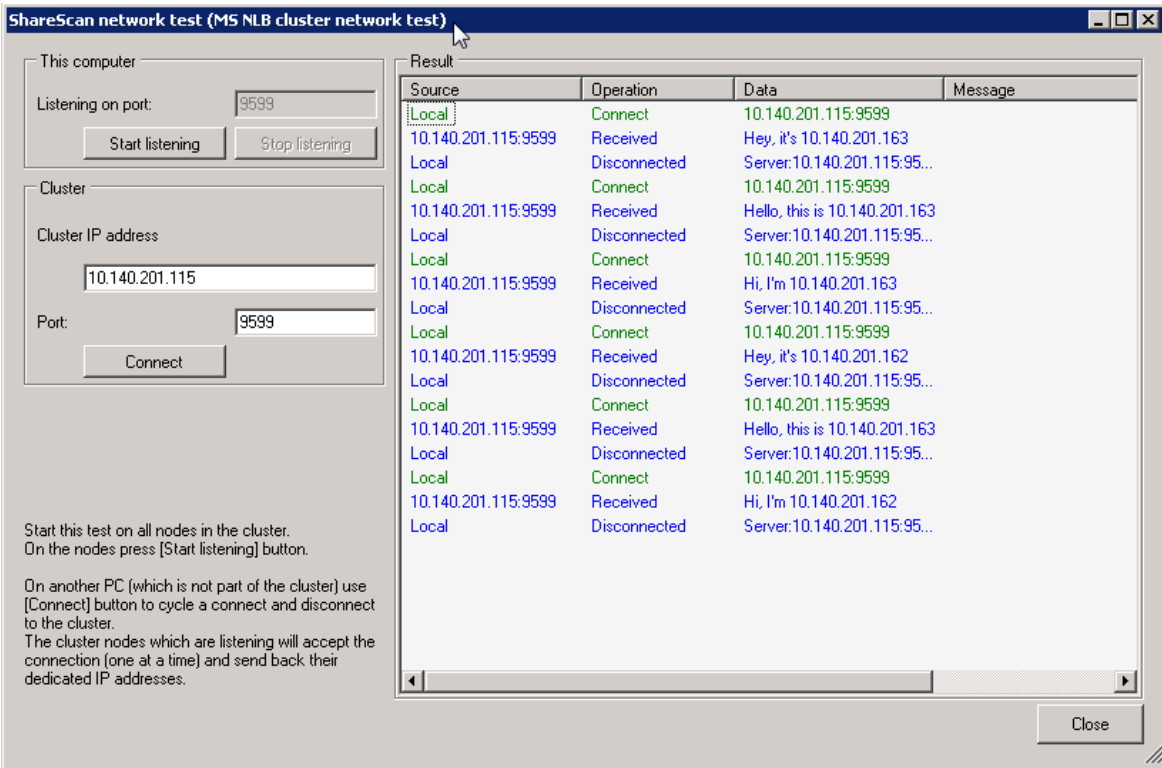 ShareScan network test (MS NLB cluster network test)
This computer
Listening on port: 9599
Start listening Stop listening
Cluster
Cluster IP address
10.140.201.115
Port: 9599
Connect
Start this test on all nodes in the cluster.
On the nodes press [Start listening] button.
On another PC (which is not part of the cluster) use
[Connect] button to cycle a connect and disconnect
to the cluster.
The cluster nodes which are listening will accept the
connection (one at a time) and send back their
dedicated IP addresses.
Result
Source Operation Data Message
Local Connect 10.140.201.115:9599
10.140.201.115:9599 Received Hey, it's 10.140.201.163
Local Disconnected Server:10.140.201.115:95...
Local Connect 10.140.201.115:9599
10.140.201.115:9599 Received Hello, this is 10.140.201.163
Local Disconnected Server:10.140.201.115:95...
Local Connect 10.140.201.115:9599
10.140.201.115:9599 Received Hi, I'm 10.140.201.163
Local Disconnected Server:10.140.201.115:95...
Local Connect 10.140.201.115:9599
10.140.201.115:9599 Received Hey, it's 10.140.201.162
Local Disconnected Server:10.140.201.115:95...
Local Connect 10.140.201.115:9599
10.140.201.115:9599 Received Hello, this is 10.140.201.163
Local Disconnected Server:10.140.201.115:95...
Local Connect 10.140.201.115:9599
10.140.201.115:9599 Received Hi, I'm 10.140.201.162
Local Disconnected Server:10.140.201.115:95...
Close